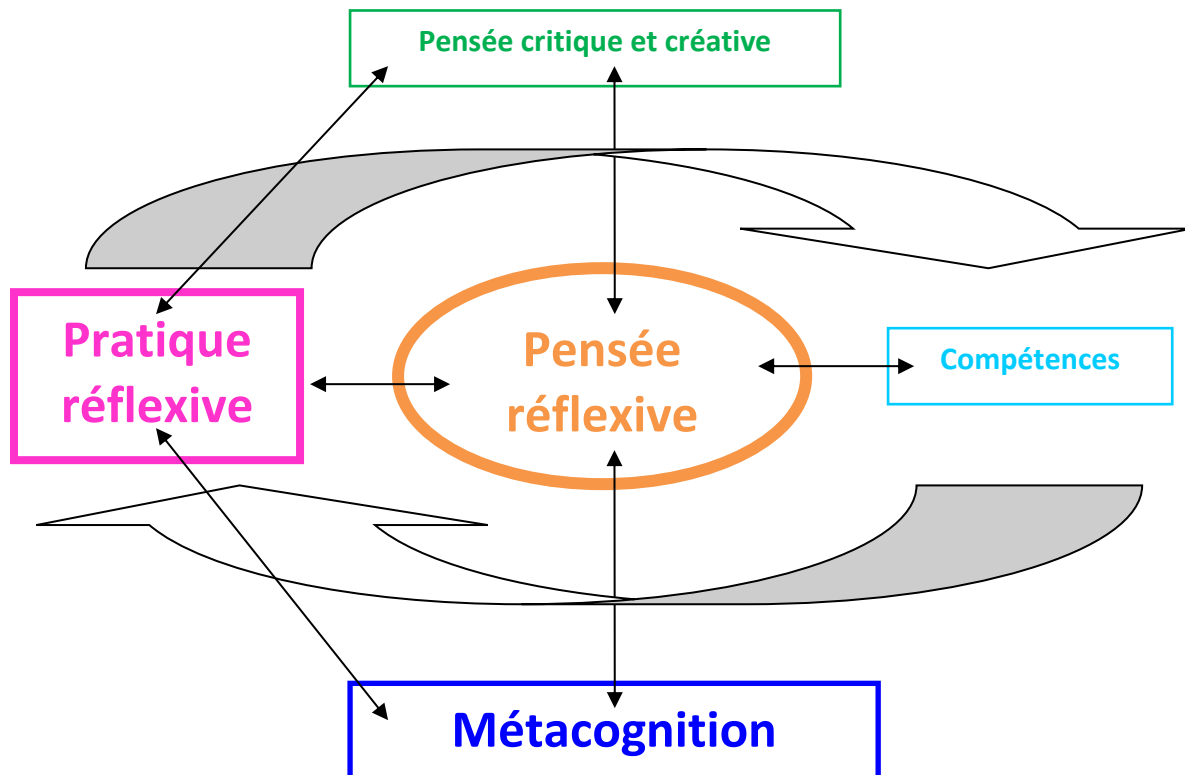 Pensée critique et créative
Pratique
réflexive
Pensée
réflexive
Compétences
Métacognition